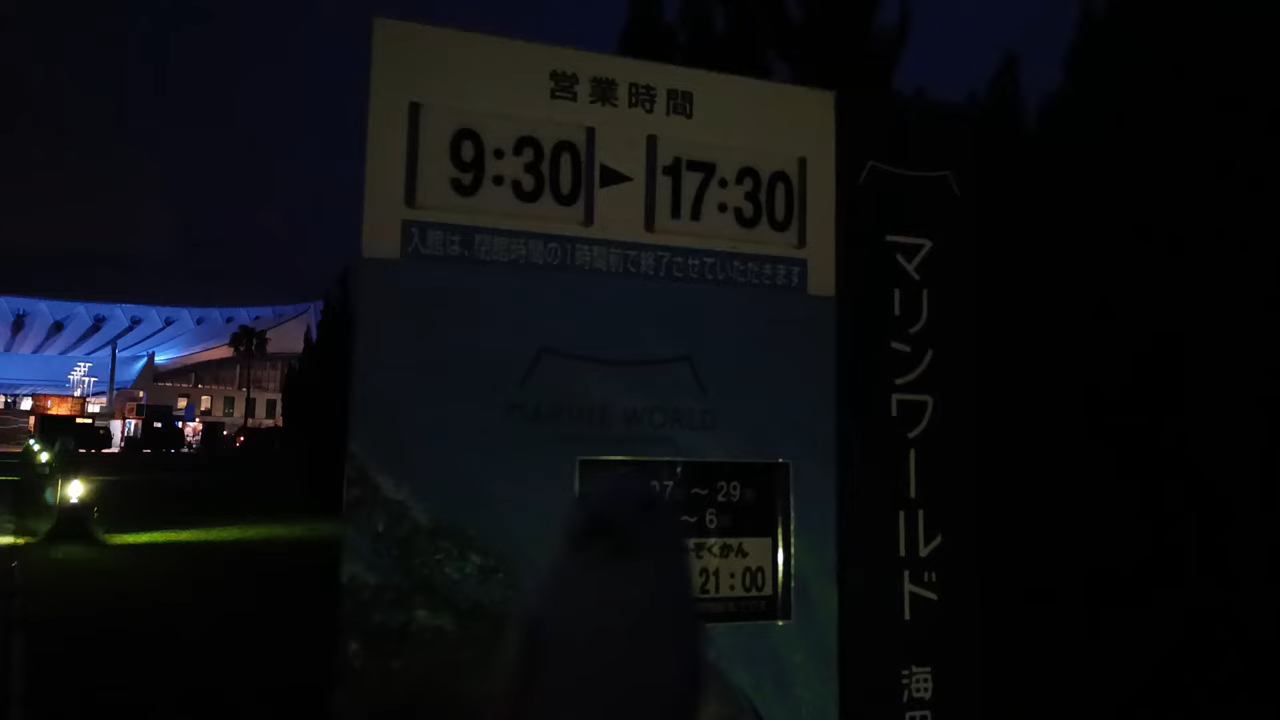 営業時間
9:30 ▶ 17:30
入館は、閉館時間の1時間前で終了させていただきます
MARINE WORLD
27 ～ 29
～ 6
ぞくかん
21:00
マリンワールド 海